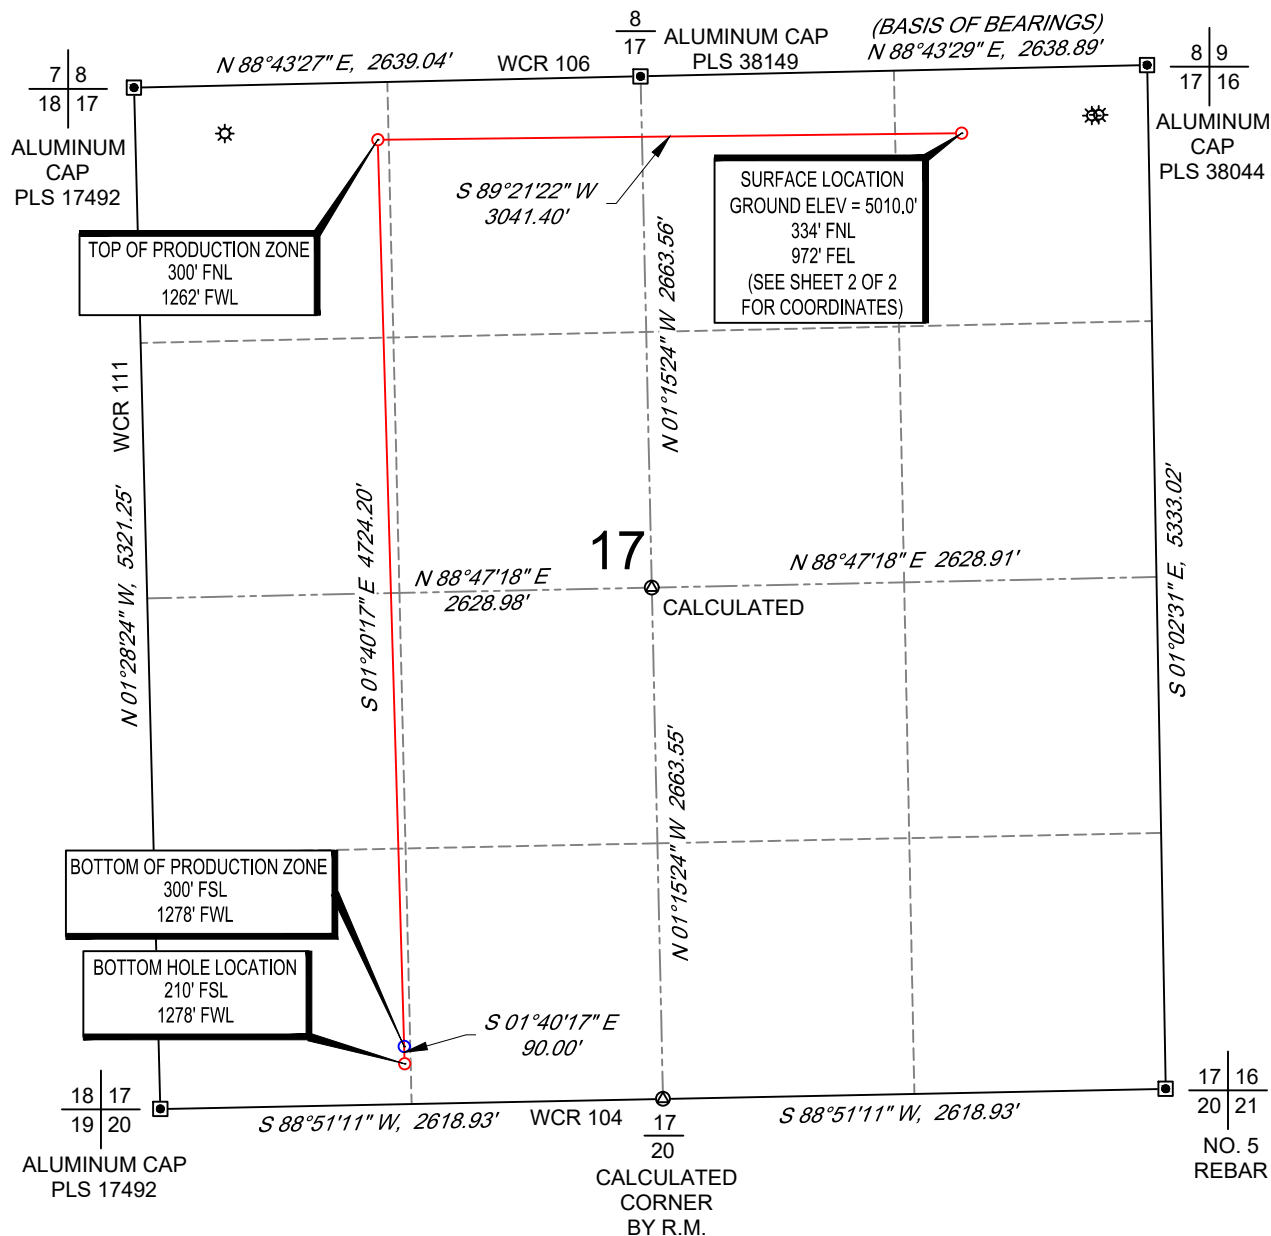 8
17
ALUMINUM CAP
PLS 38149
(BASIS OF BEARINGS)
N 88°43'29" E, 2638.89'
N 88°43'27" E, 2639.04'
WCR 106
7 8
18 17
ALUMINUM
CAP
PLS 17492
8 9
17 16
ALUMINUM
CAP
PLS 38044
S 89°21'22" W
3041.40'
SURFACE LOCATION
GROUND ELEV = 5010.0'
334' FNL
972' FEL
(SEE SHEET 2 OF 2
FOR COORDINATES)
TOP OF PRODUCTION ZONE
300' FNL
1262' FWL
N 01°15'24" W 2663.56'
WCR 111
N 01°28'24" W, 5321.25'
S 01°40'17" E 4724.20'
S 01°02'31" E, 5333.02'
17
N 88°47'18" E
2628.98'
N 88°47'18" E 2628.91'
CALCULATED
N 01°15'24" W 2663.55'
BOTTOM OF PRODUCTION ZONE
300' FSL
1278' FWL
BOTTOM HOLE LOCATION
210' FSL
1278' FWL
S 01°40'17" E
90.00'
18 17
19 20
ALUMINUM CAP
PLS 17492
S 88°51'11" W, 2618.93'
WCR 104
17
20
CALCULATED
CORNER
BY R.M.
S 88°51'11" W, 2618.93'
17 16
20 21
NO. 5
REBAR